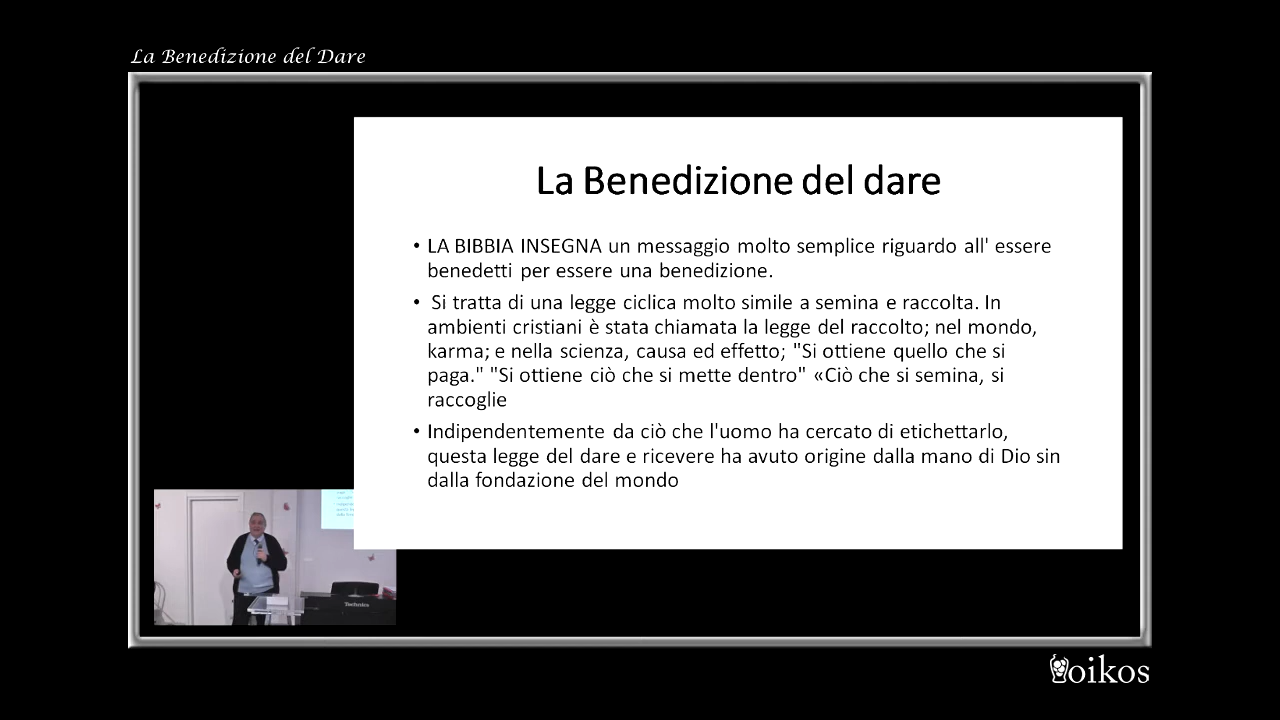 La Benedizione del Dare
La Benedizione del dare
• LA BIBBIA INSEGNA un messaggio molto semplice riguardo all' essere
benedetti per essere una benedizione.
• Si tratta di una legge ciclica molto simile a semina e raccolta. In
ambienti cristiani è stata chiamata la legge del raccolto; nel mondo,
karma; e nella scienza, causa ed effetto; "Si ottiene quello che si
paga." "Si ottiene ciò che si mette dentro" «Ciò che si semina, si
raccoglie
• Indipendentemente da ciò che l'uomo ha cercato di etichettarlo,
questa legge del dare e ricevere ha avuto origine dalla mano di Dio sin
dalla fondazione del mondo
Technics
oikos